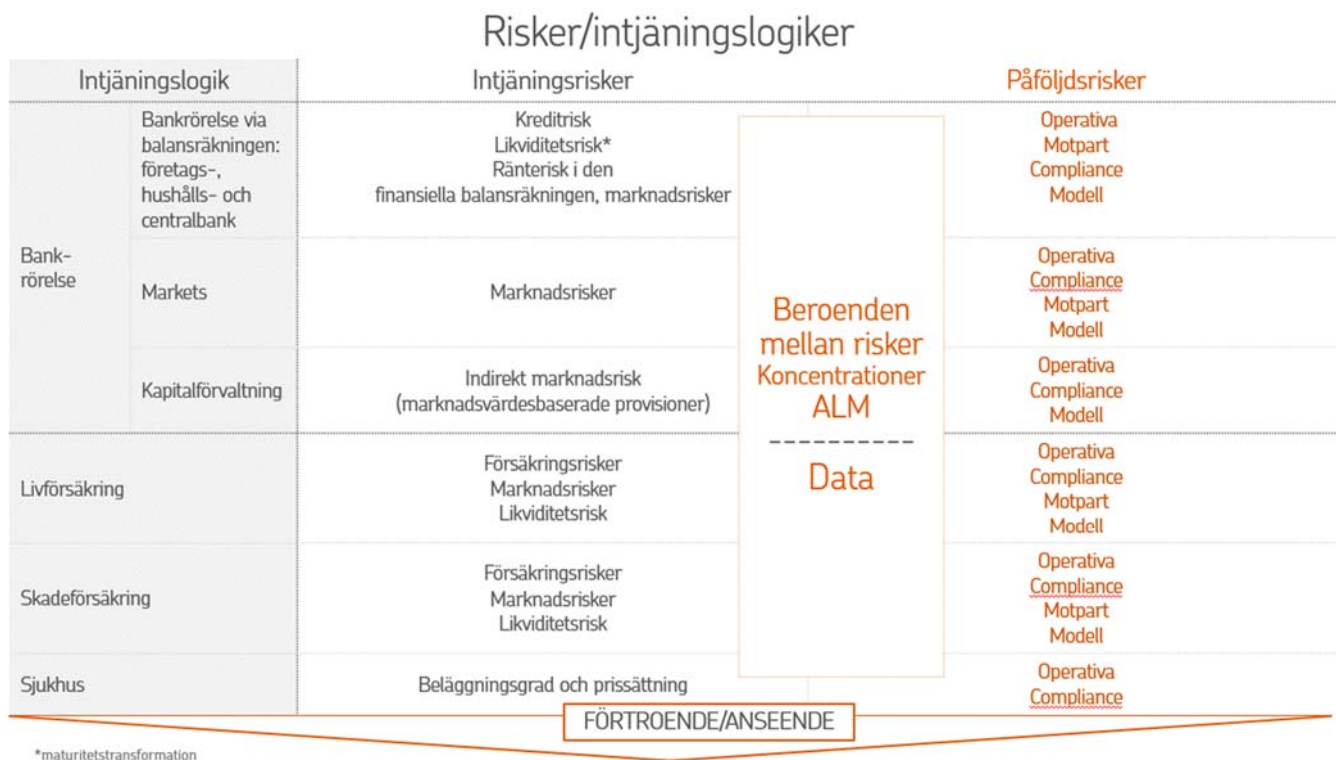 Risker/intjäningslogiker
Intjäningslogik
Intjäningsrisker
Påföljdsrisker
Bank-
rörelse
Bankrörelse via
balansräkningen:
företags-,
hushålls- och
centralbank
Kreditrisk
Likviditetsrisk*
Ränterisk i den
finansiella balansräkningen, marknadsrisker
Operativa
Motpart
Compliance
Modell
Markets
Marknadsrisker
Operativa
Compliance
Motpart
Modell
Kapitalförvaltning
Indirekt marknadsrisk
(marknadsvärdesbaserade provisioner)
Operativa
Compliance
Modell
Beroenden
mellan risker
Koncentrationer
ALM
Data
Livförsäkring
Försäkringsrisker
Marknadsrisker
Likviditetsrisk
Operativa
Compliance
Motpart
Modell
Skadeförsäkring
Försäkringsrisker
Marknadsrisker
Likviditetsrisk
Operativa
Compliance
Motpart
Modell
Sjukhus
Beläggningsgrad och prissättning
Operativa
Compliance
FÖRTROENDE/ANSEENDE
*maturitetstransformation